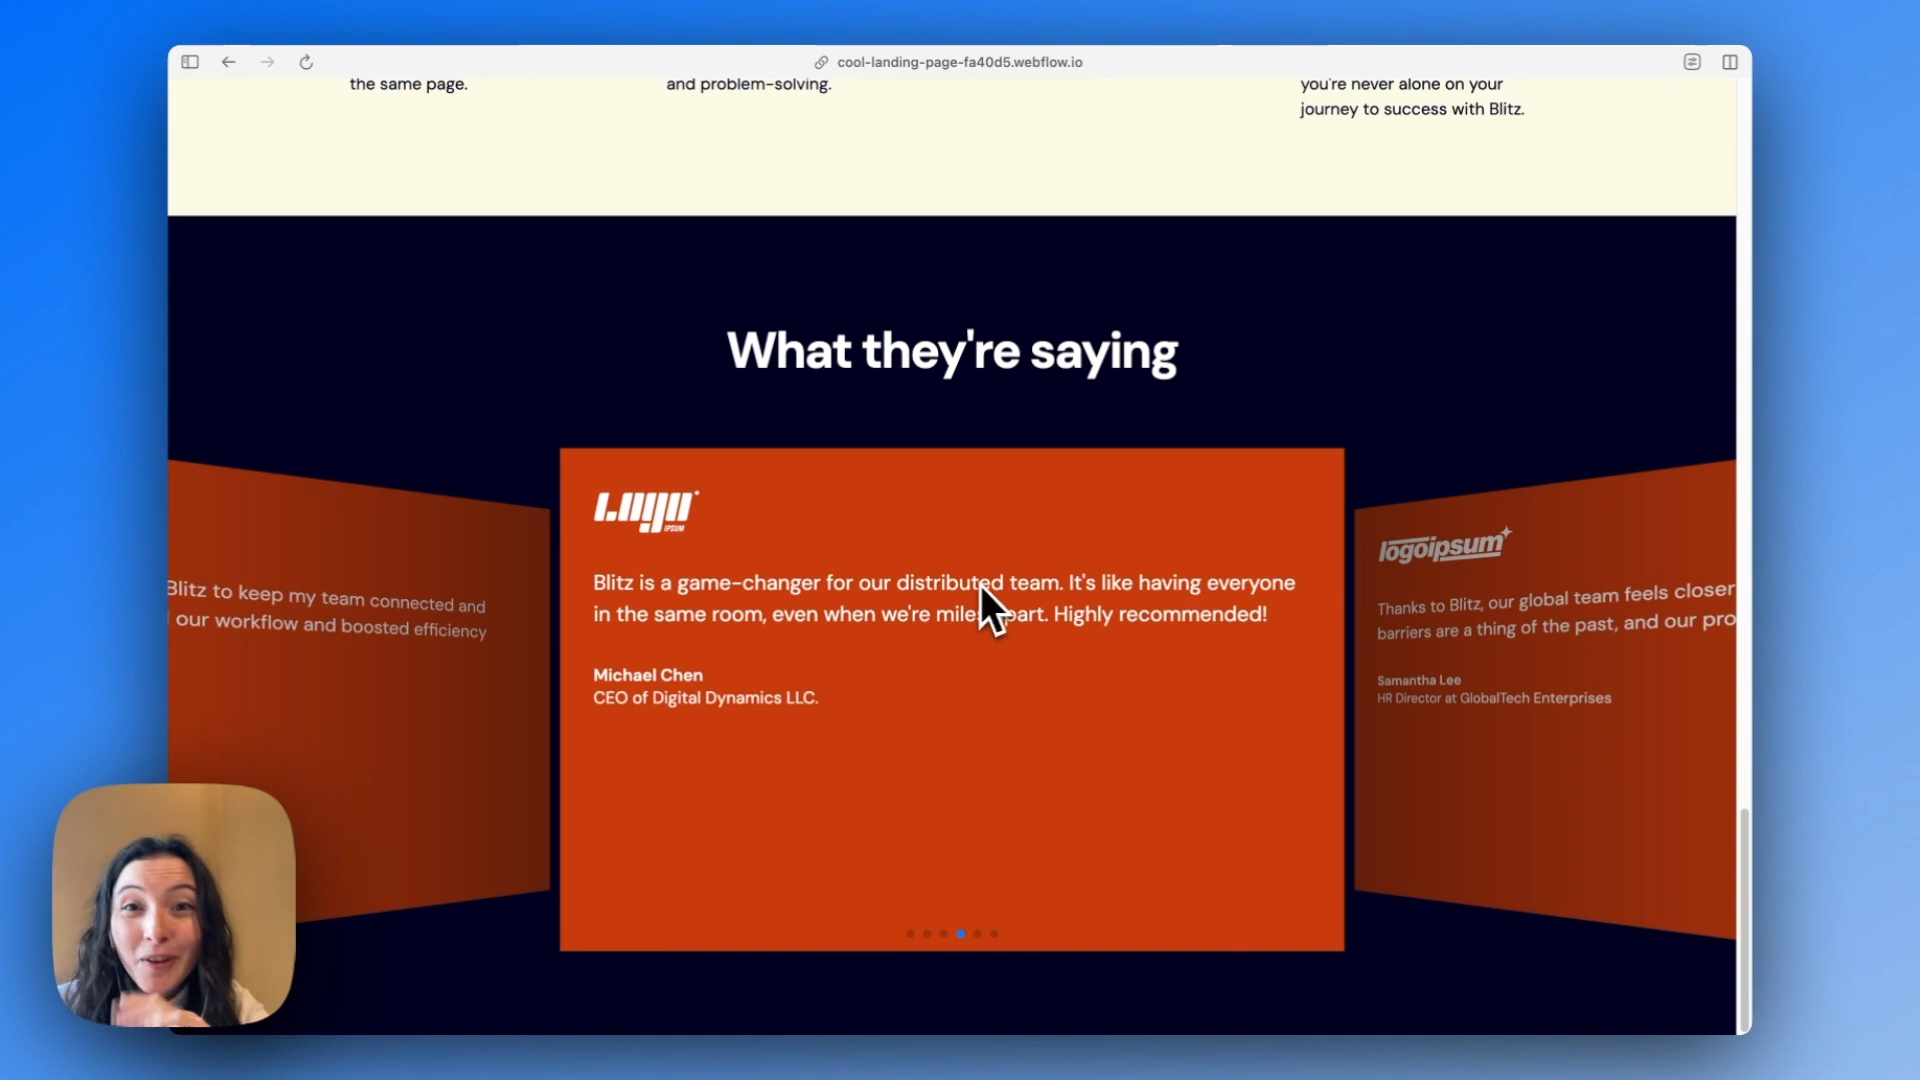 cool-landing-page-fa40d5.webflow.io
the same page.
and problem-solving.
you're never alone on your
journey to success with Blitz.
What they're saying
Blitz to keep my team connected and
our workflow and boosted efficiency
LOGO
IPSUM
Blitz is a game-changer for our distributed team. It's like having everyone
in the same room, even when we're miles apart. Highly recommended!
Michael Chen
CEO of Digital Dynamics LLC.
logoipsum
Thanks to Blitz, our global team feels closer
barriers are a thing of the past, and our pro
Samantha Lee
HR Director at GlobalTech Enterprises